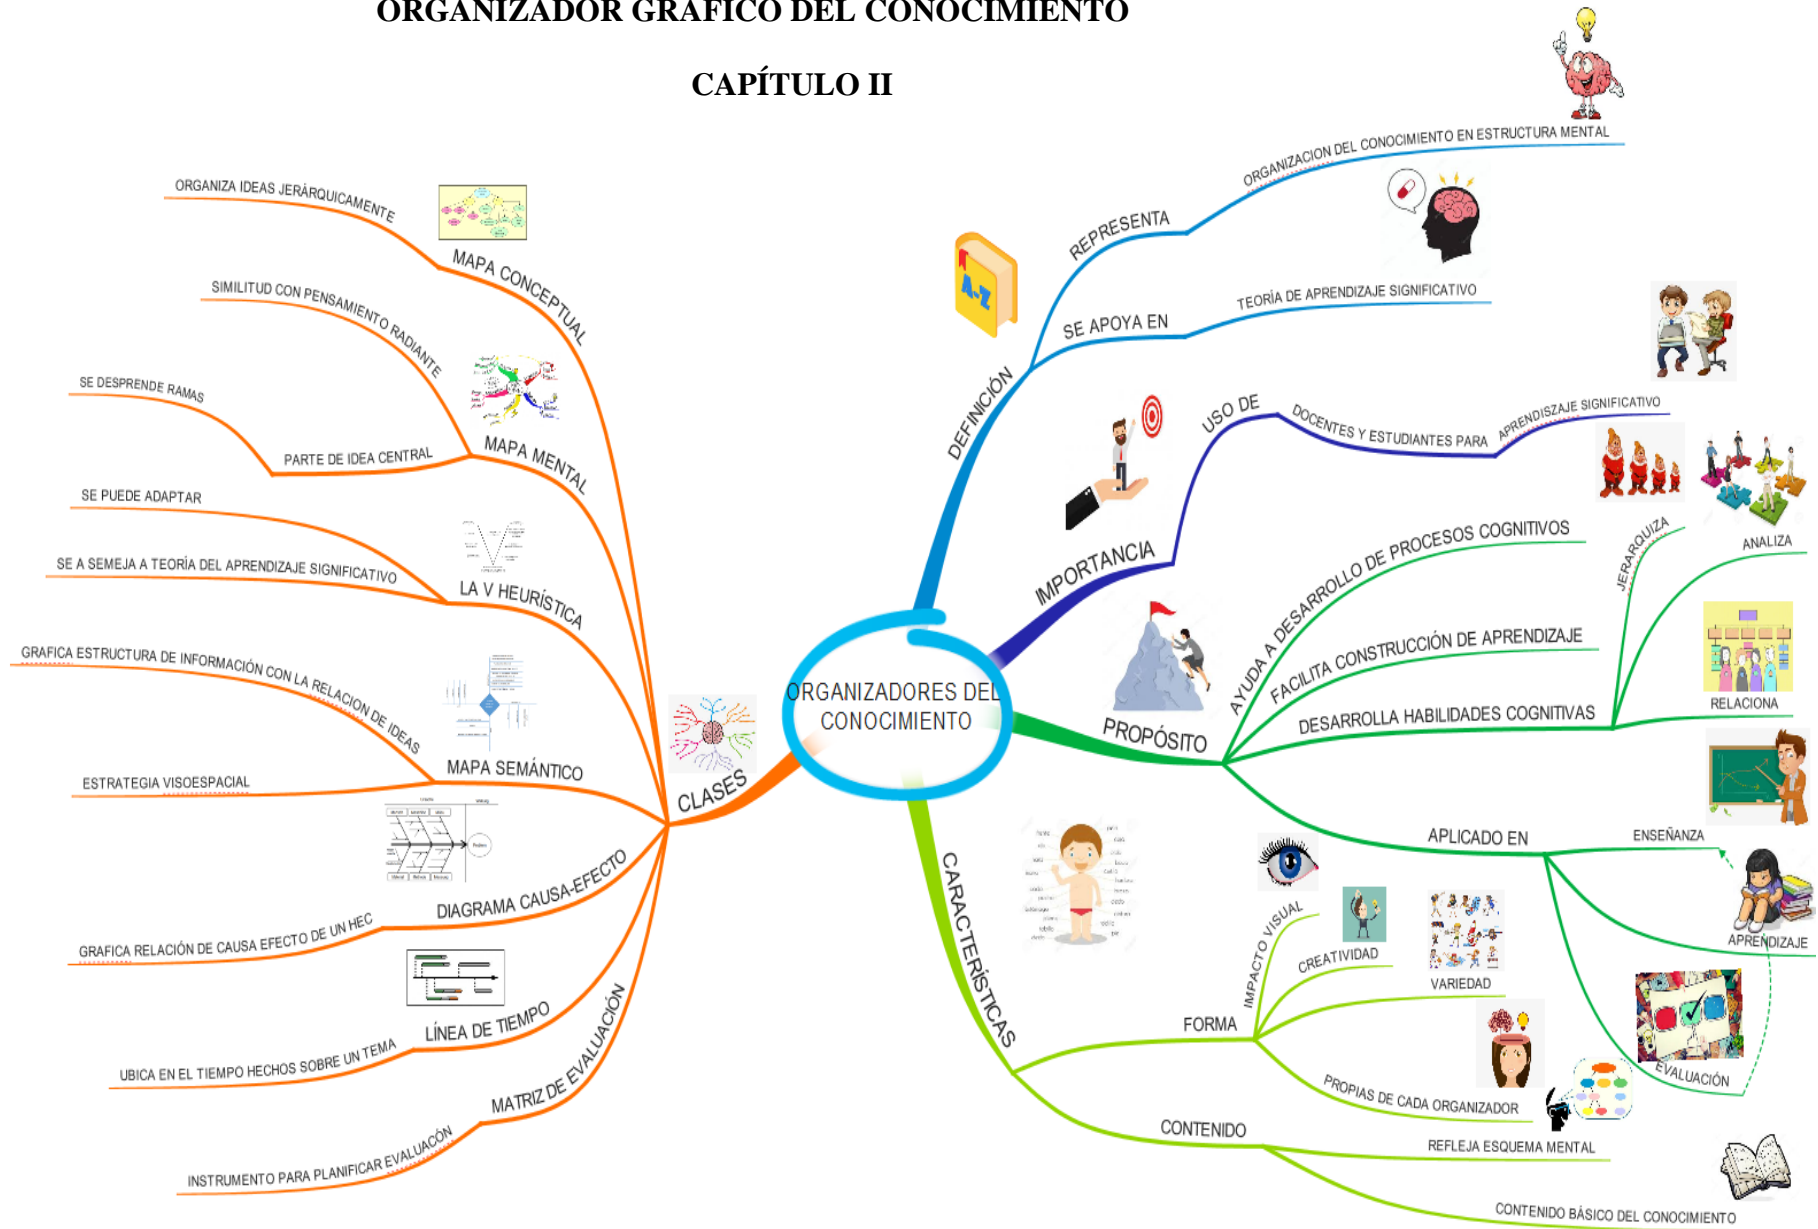 ORGANIZADOR GRÁFICO DEL CONOCIMIENTO
CAPÍTULO II
ORGANIZADORES DEL
CONOCIMIENTO
DEFINICIÓN
REPRESENTA
ORGANIZACION DEL CONOCIMIENTO EN ESTRUCTURA MENTAL
SE APOYA EN
TEORÍA DE APRENDIZAJE SIGNIFICATIVO
A-Z
IMPORTANCIA
USO DE
DOCENTES Y ESTUDIANTES PARA
APRENDISZAJE SIGNIFICATIVO
PROPÓSITO
AYUDA A DESARROLLO DE PROCESOS COGNITIVOS
FACILITA CONSTRUCCIÓN DE APRENDIZAJE
DESARROLLA HABILIDADES COGNITIVAS
JERARQUIZA
ANALIZA
RELACIONA
APLICADO EN
ENSEÑANZA
APRENDIZAJE
EVALUACIÓN
CARACTERÍSTICAS
FORMA
IMPACTO VISUAL
CREATIVIDAD
VARIEDAD
PROPIAS DE CADA ORGANIZADOR
CONTENIDO
REFLEJA ESQUEMA MENTAL
CONTENIDO BÁSICO DEL CONOCIMIENTO
CLASES
MAPA CONCEPTUAL
ORGANIZA IDEAS JERÀRQUICAMENTE
MAPA MENTAL
SIMILITUD CON PENSAMIENTO RADIANTE
PARTE DE IDEA CENTRAL
SE DESPRENDE RAMAS
LA V HEURÍSTICA
SE PUEDE ADAPTAR
SE A SEMEJA A TEORÍA DEL APRENDIZAJE SIGNIFICATIVO
MAPA SEMÁNTICO
GRAFICA ESTRUCTURA DE INFORMACIÓN CON LA RELACION DE IDEAS
ESTRATEGIA VISOESPACIAL
DIAGRAMA CAUSA-EFECTO
GRAFICA RELACIÓN DE CAUSA EFECTO DE UN HEC
LÍNEA DE TIEMPO
UBICA EN EL TIEMPO HECHOS SOBRE UN TEMA
MATRIZ DE EVALUACIÓN
INSTRUMENTO PARA PLANIFICAR EVALUACÓN